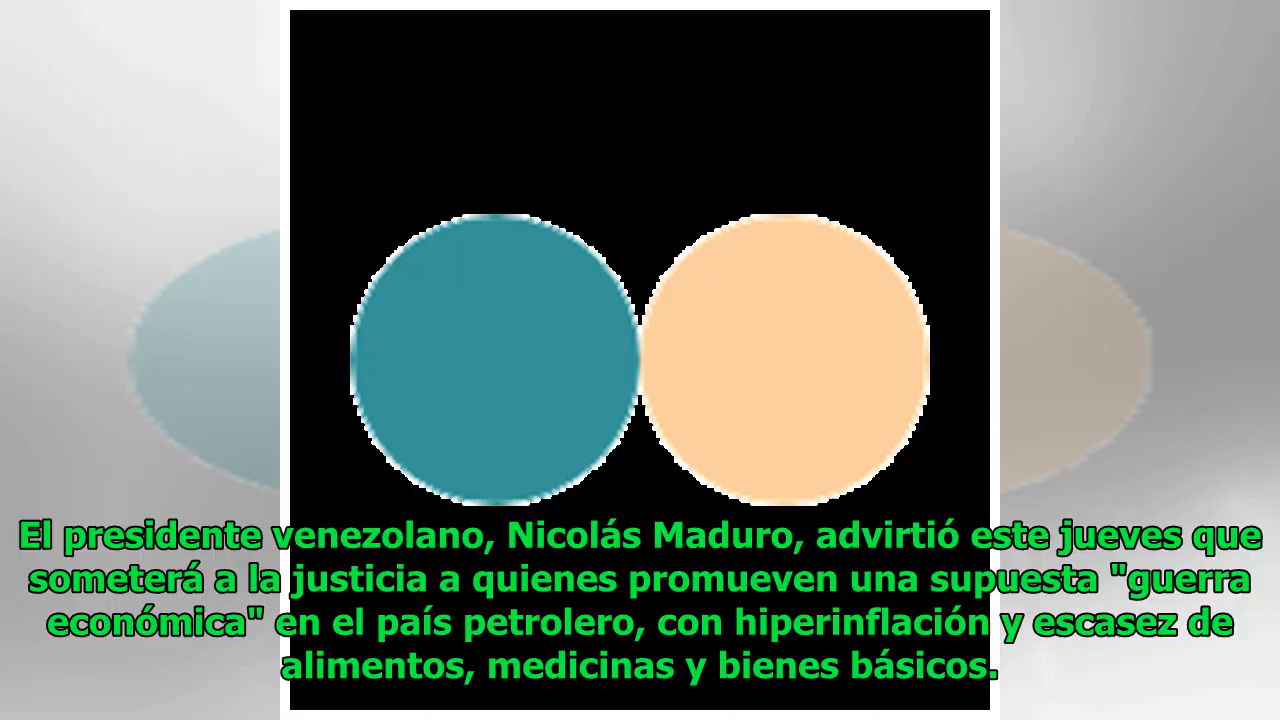 El presidente venezolano, Nicolás Maduro, advirtió este jueves que
someterá a la justicia a quienes promueven una supuesta "guerra
económica" en el país petrolero, con hiperinflación y escasez de
alimentos, medicinas y bienes básicos.